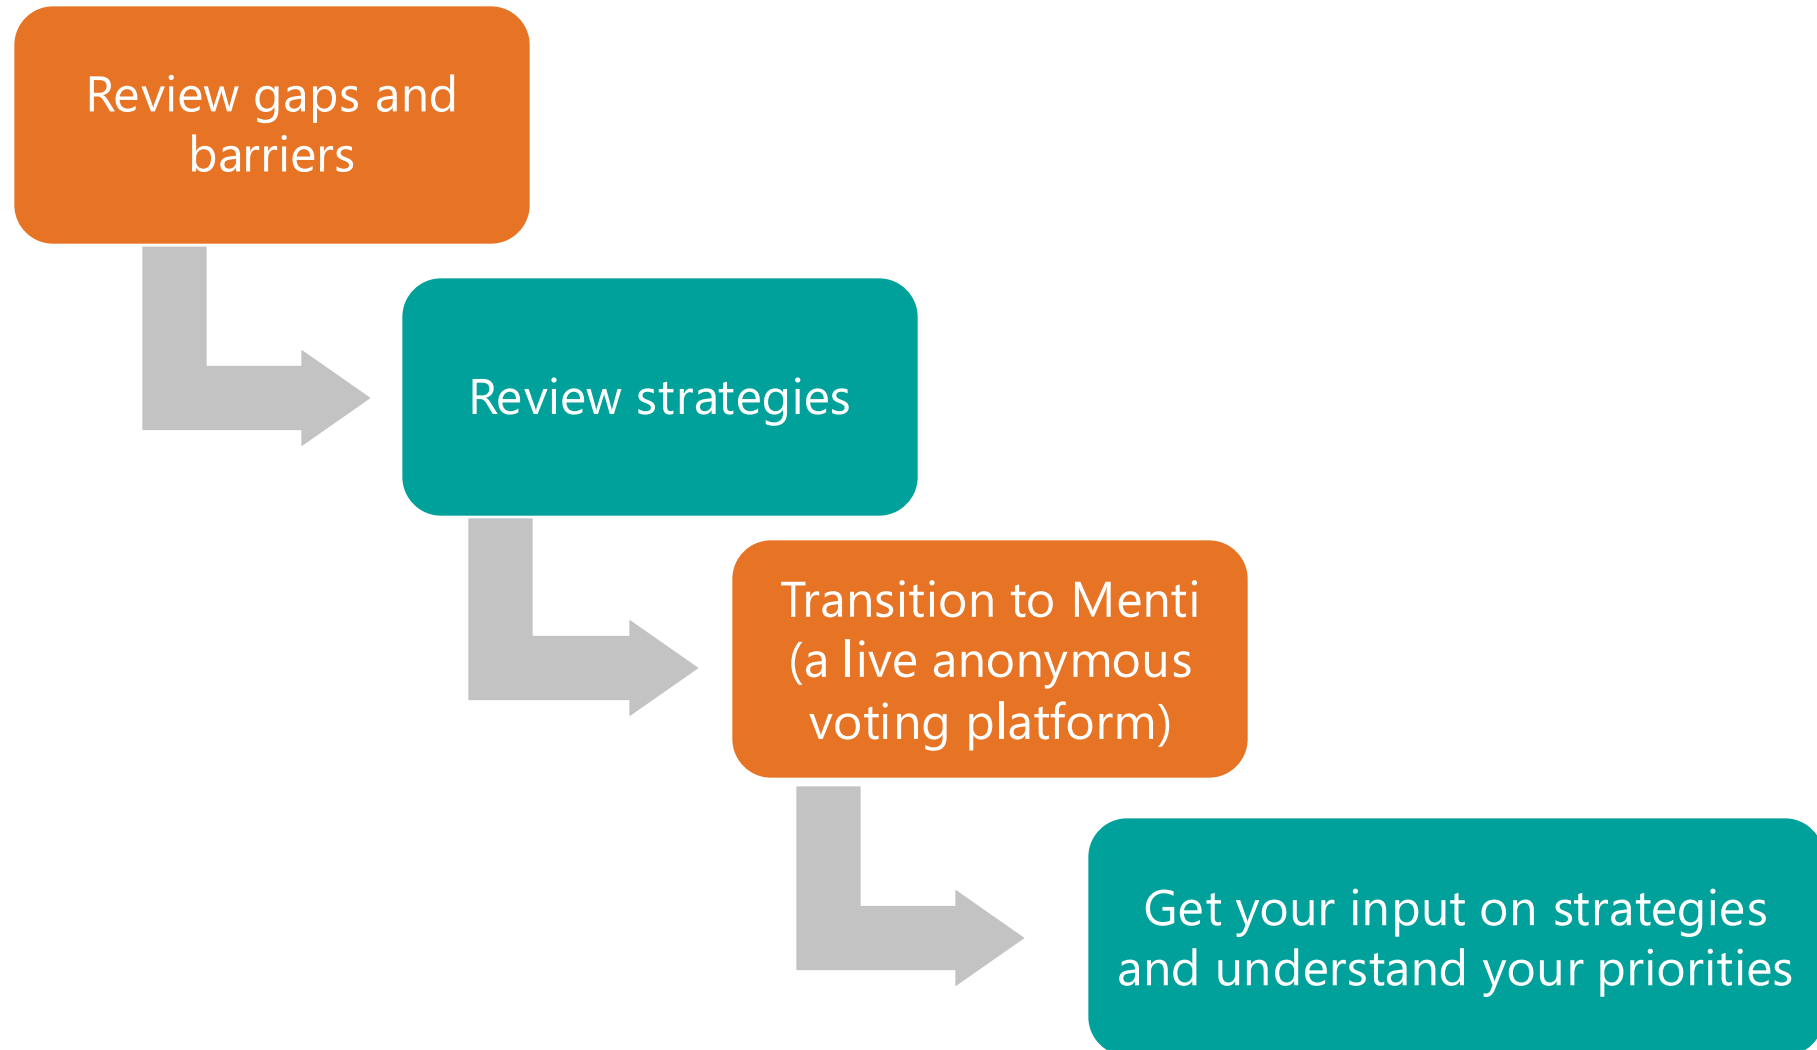 Review gaps and
barriers
Review strategies
Transition to Menti
(a live anonymous
voting platform)
Get your input on strategies
and understand your priorities